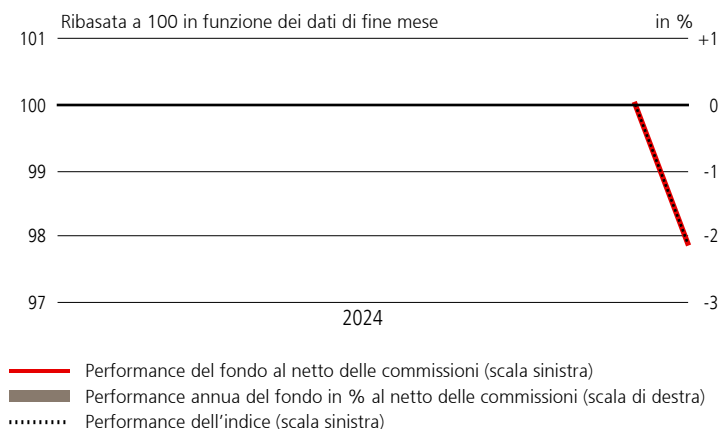 Ribasata a 100 in funzione dei dati di fine mese in %
101 +1
100 0
99 -1
98 -2
97 -3
2024
Performance del fondo al netto delle commissioni (scala sinistra)
Performance annua del fondo in % al netto delle commissioni (scala di destra)
Performance dell'indice (scala sinistra)